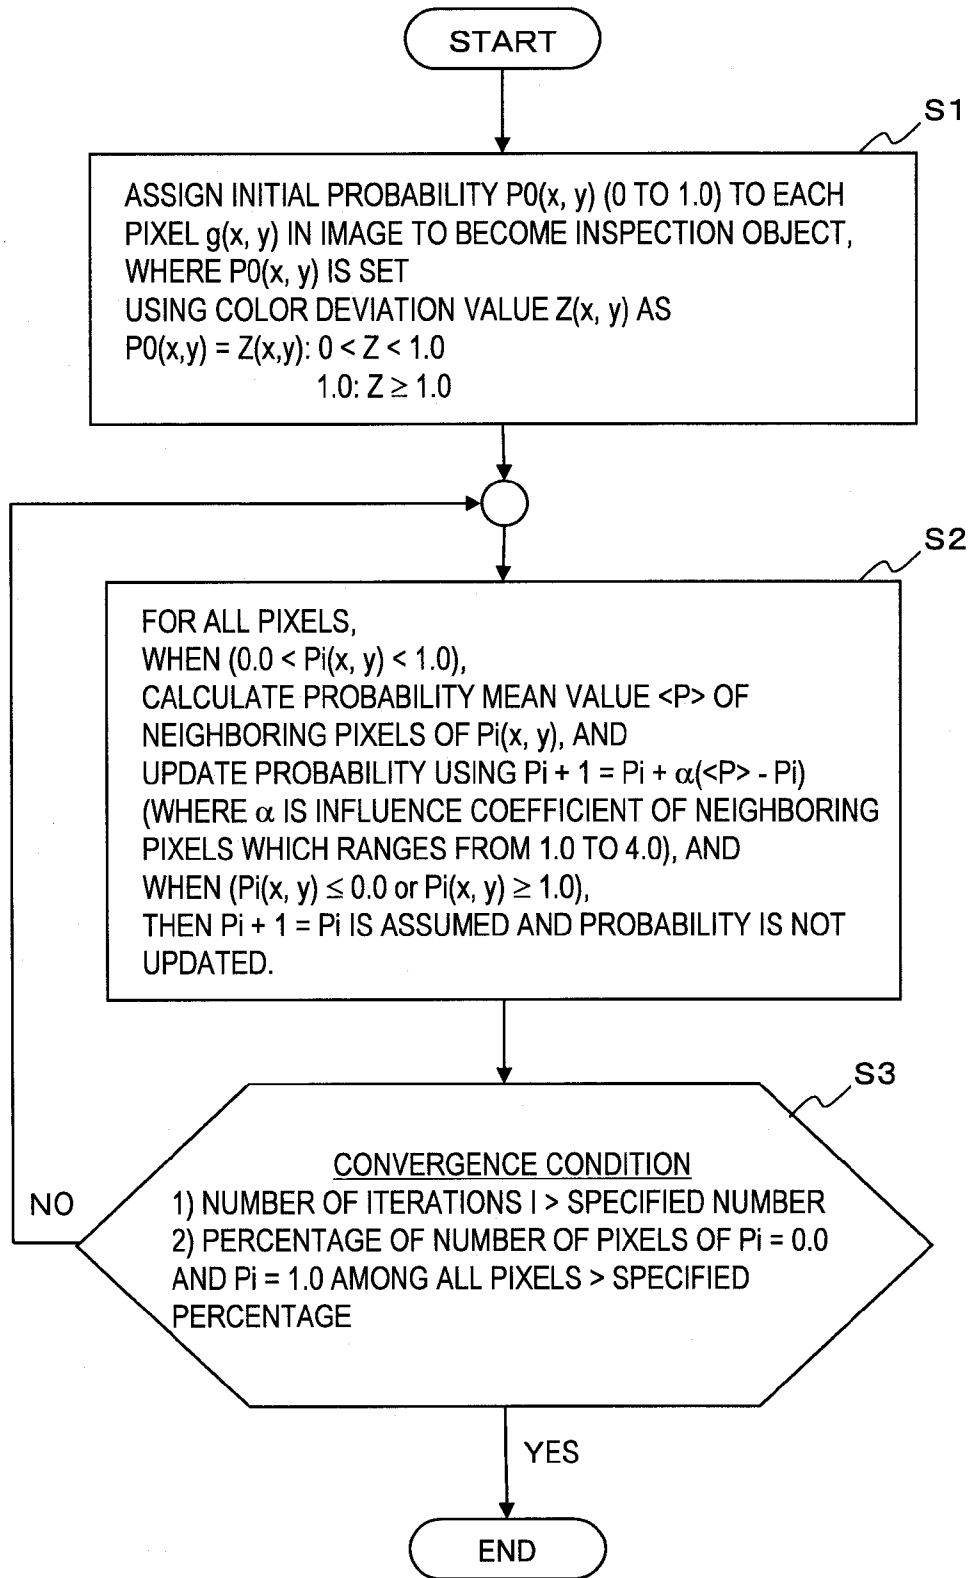 START
S1
ASSIGN INITIAL PROBABILITY P0(x, y) (0 TO 1.0) TO EACH
PIXEL g(x, y) IN IMAGE TO BECOME INSPECTION OBJECT,
WHERE P0(x, y) IS SET
USING COLOR DEVIATION VALUE Z(x, y) AS
P0(x,y) = Z(x,y): 0 < Z < 1.0
1.0: Z ≥ 1.0
S2
FOR ALL PIXELS,
WHEN (0.0 < Pi(x, y) < 1.0),
CALCULATE PROBABILITY MEAN VALUE <P> OF
NEIGHBORING PIXELS OF Pi(x, y), AND
UPDATE PROBABILITY USING Pi + 1 = Pi + α(<P> - Pi)
(WHERE α IS INFLUENCE COEFFICIENT OF NEIGHBORING
PIXELS WHICH RANGES FROM 1.0 TO 4.0), AND
WHEN (Pi(x, y) ≤ 0.0 or Pi(x, y) ≥ 1.0),
THEN Pi + 1 = Pi IS ASSUMED AND PROBABILITY IS NOT
UPDATED.
S3
CONVERGENCE CONDITION
1) NUMBER OF ITERATIONS I > SPECIFIED NUMBER
2) PERCENTAGE OF NUMBER OF PIXELS OF Pi = 0.0
AND Pi = 1.0 AMONG ALL PIXELS > SPECIFIED
PERCENTAGE
NO
YES
END